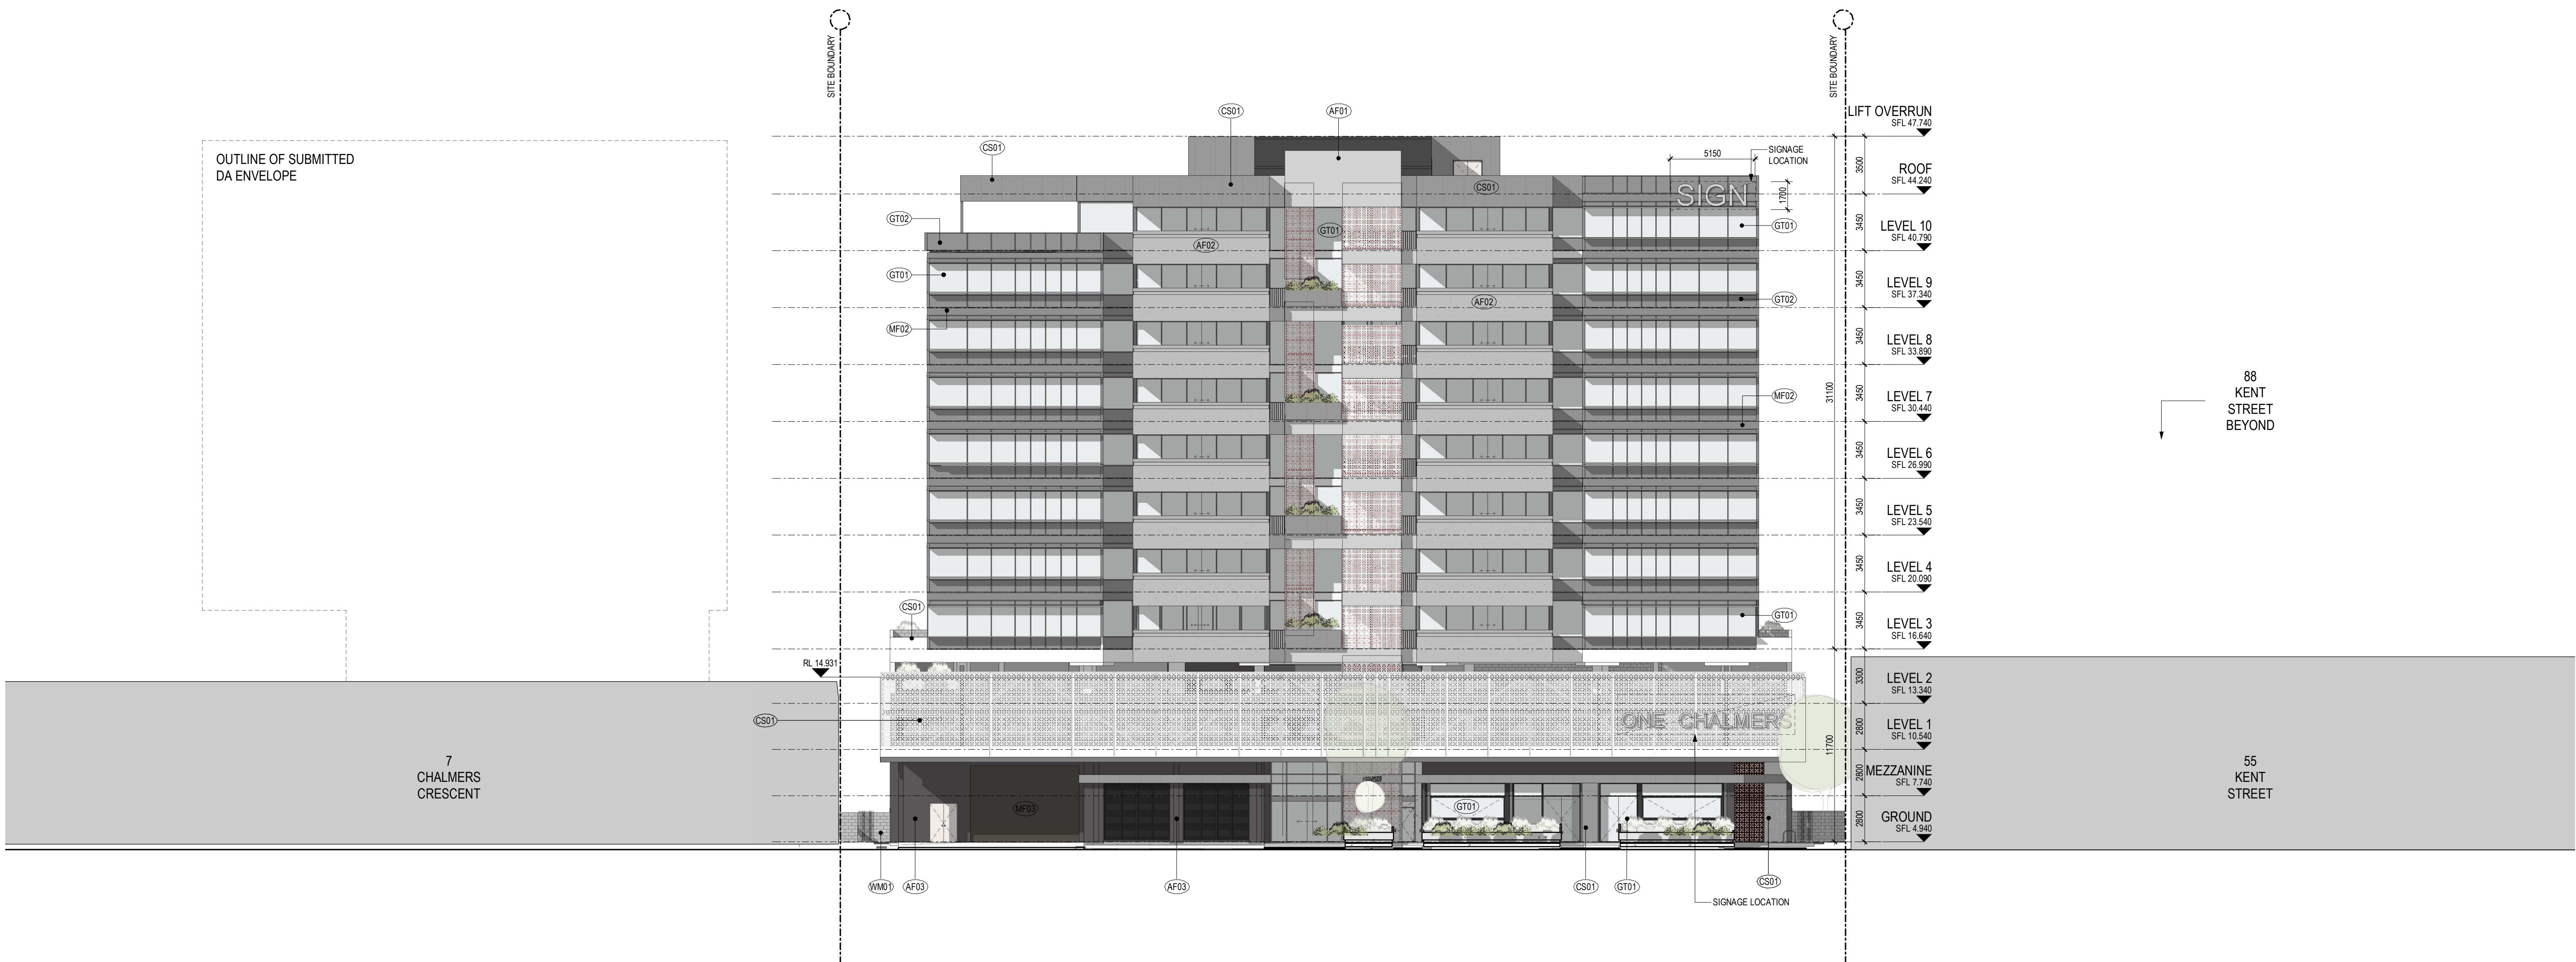 SITE BOUNDARY
SITE BOUNDARY
OUTLINE OF SUBMITTED
DA ENVELOPE
CS01
AF01
CS01
CS01
GT02
GT01
AF02
GT01
MF02
AF02
5150
SIGNAGE
LOCATION
SIGN
1700
GT01
GT02
MF02
GT01
CS01
RL 14.931
CS01
ONE CHALMERS
MF03
GT01
WM01
AF03
AF03
CS01
GT01
CS01
SIGNAGE LOCATION
31100
11700
LIFT OVERRUN
SFL 47.740
3500
ROOF
SFL 44.240
3450
LEVEL 10
SFL 40.790
3450
LEVEL 9
SFL 37.340
3450
LEVEL 8
SFL 33.890
3450
LEVEL 7
SFL 30.440
3450
LEVEL 6
SFL 26.990
3450
LEVEL 5
SFL 23.540
3450
LEVEL 4
SFL 20.090
3450
LEVEL 3
SFL 16.640
3300
LEVEL 2
SFL 13.340
2800
LEVEL 1
SFL 10.540
2800
MEZZANINE
SFL 7.740
2800
GROUND
SFL 4.940
7
CHALMERS
CRESCENT
88
KENT
STREET
BEYOND
55
KENT
STREET